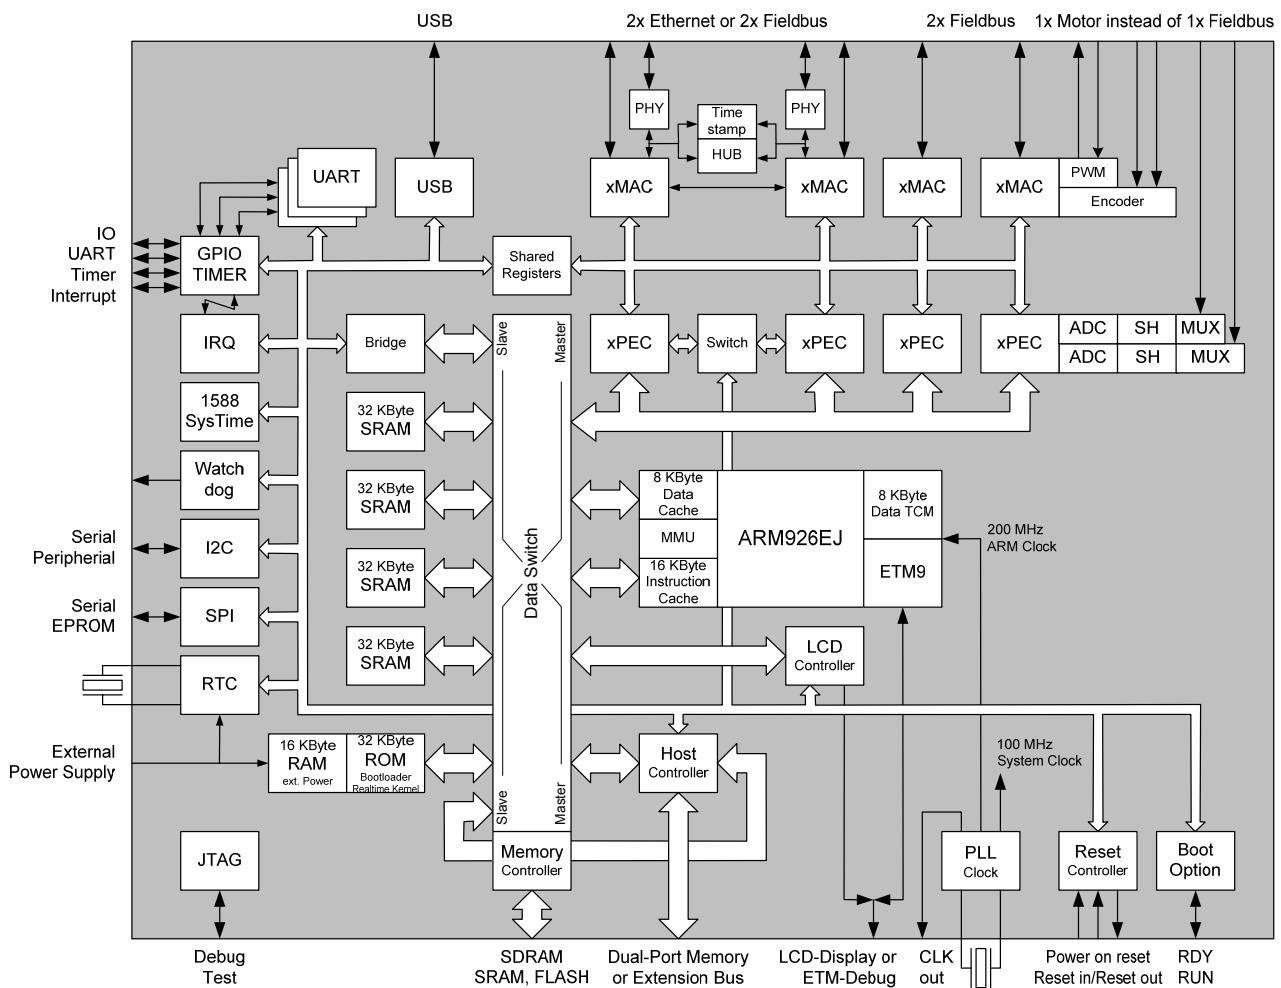 USB
2x Ethernet or 2x Fieldbus
2x Fieldbus
1x Motor instead of 1x Fieldbus
PHY
Time
stamp
HUB
PHY
UART
USB
xMAC
xMAC
xMAC
xMAC
PWM
Encoder
IO
UART
Timer
Interrupt
GPIO
TIMER
Shared
Registers
IRQ
Bridge
Slave
Master
xPEC
Switch
xPEC
xPEC
xPEC
ADC
SH
MUX
ADC
SH
MUX
1588
SysTime
32 KByte
SRAM
Watch
dog
32 KByte
SRAM
8 KByte
Data
Cache
MMU
16 KByte
Instruction
Cache
ARM926EJ
8 KByte
Data TCM
ETM9
200 MHz
ARM Clock
Serial
Peripherial
I2C
32 KByte
SRAM
Data Switch
Serial
EPROM
SPI
32 KByte
SRAM
LCD
Controller
RTC
External
Power Supply
16 KByte
RAM
ext. Power
32 KByte
ROM
Bootloader
Realtime Kernel
Host
Controller
100 MHz
System Clock
Slave
Master
JTAG
Memory
Controller
PLL
Clock
Reset
Controller
Boot
Option
Debug
Test
SDRAM
SRAM, FLASH
Dual-Port Memory
or Extension Bus
LCD-Display or
ETM-Debug
CLK
out
Power on reset
Reset in/Reset out
RDY
RUN